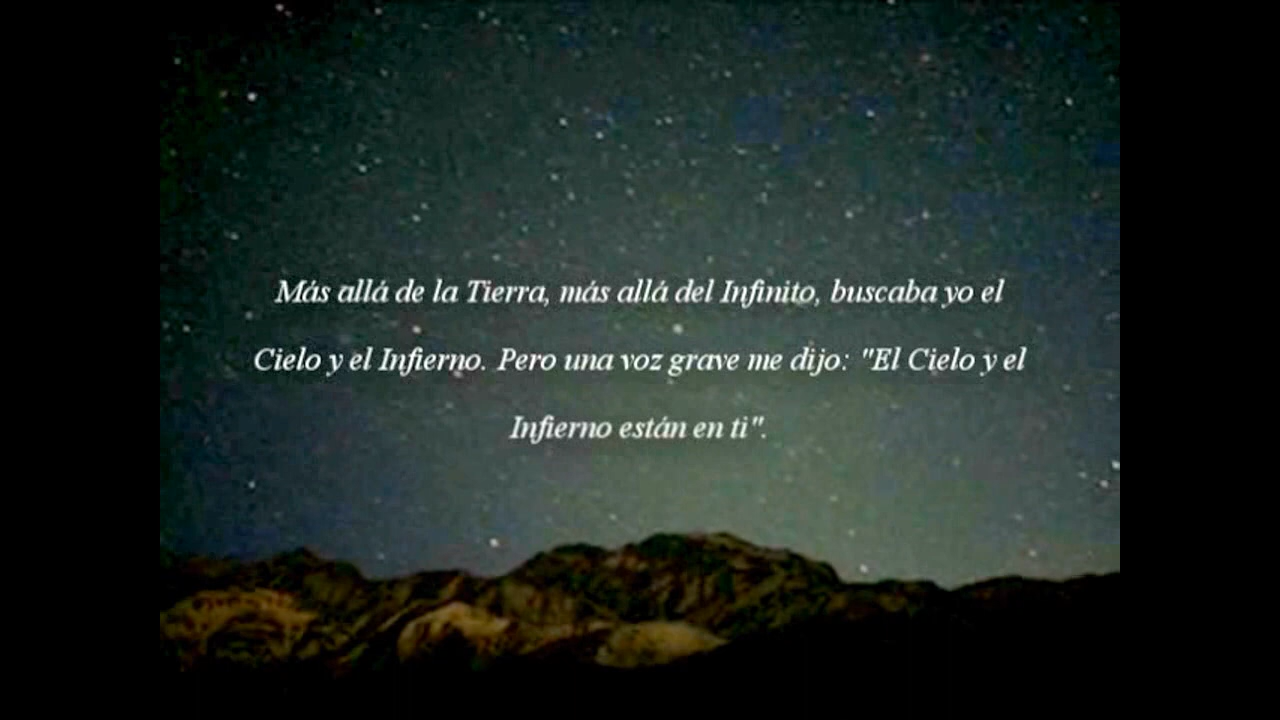 Más allá de la Tierra, más allá del Infinito, buscaba yo el
Cielo y el Infierno. Pero una voz grave me dijo: "El Cielo y el
Infierno están en ti".